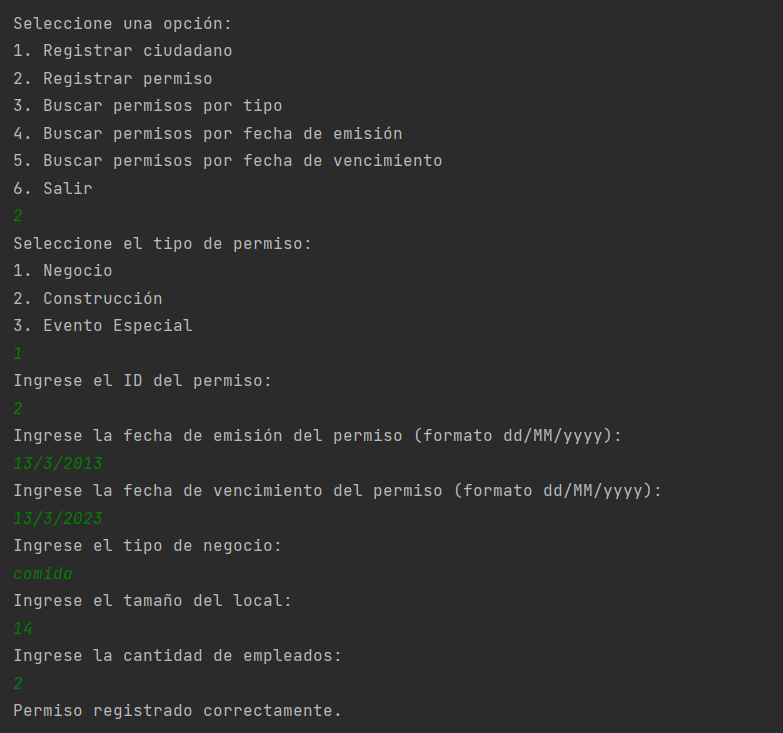 Seleccione una opción:
1. Registrar ciudadano
2. Registrar permiso
3. Buscar permisos por tipo
4. Buscar permisos por fecha de emisión
5. Buscar permisos por fecha de vencimiento
6. Salir
2
Seleccione el tipo de permiso:
1. Negocio
2. Construcción
3. Evento Especial
1
Ingrese el ID del permiso:
2
Ingrese la fecha de emisión del permiso (formato dd/MM/yyyy):
13/3/2013
Ingrese la fecha de vencimiento del permiso (formato dd/MM/yyyy):
13/3/2023
Ingrese el tipo de negocio:
comida
Ingrese el tamaño del local:
14
Ingrese la cantidad de empleados:
2
Permiso registrado correctamente.